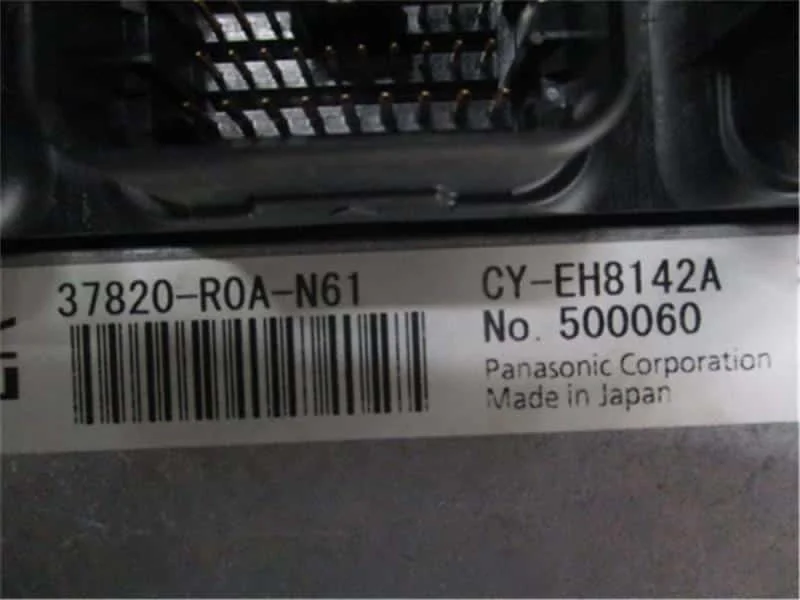 37820-R0A-N61
CY-EH8142A
No. 500060
Panasonic Corporation
Made in Japan